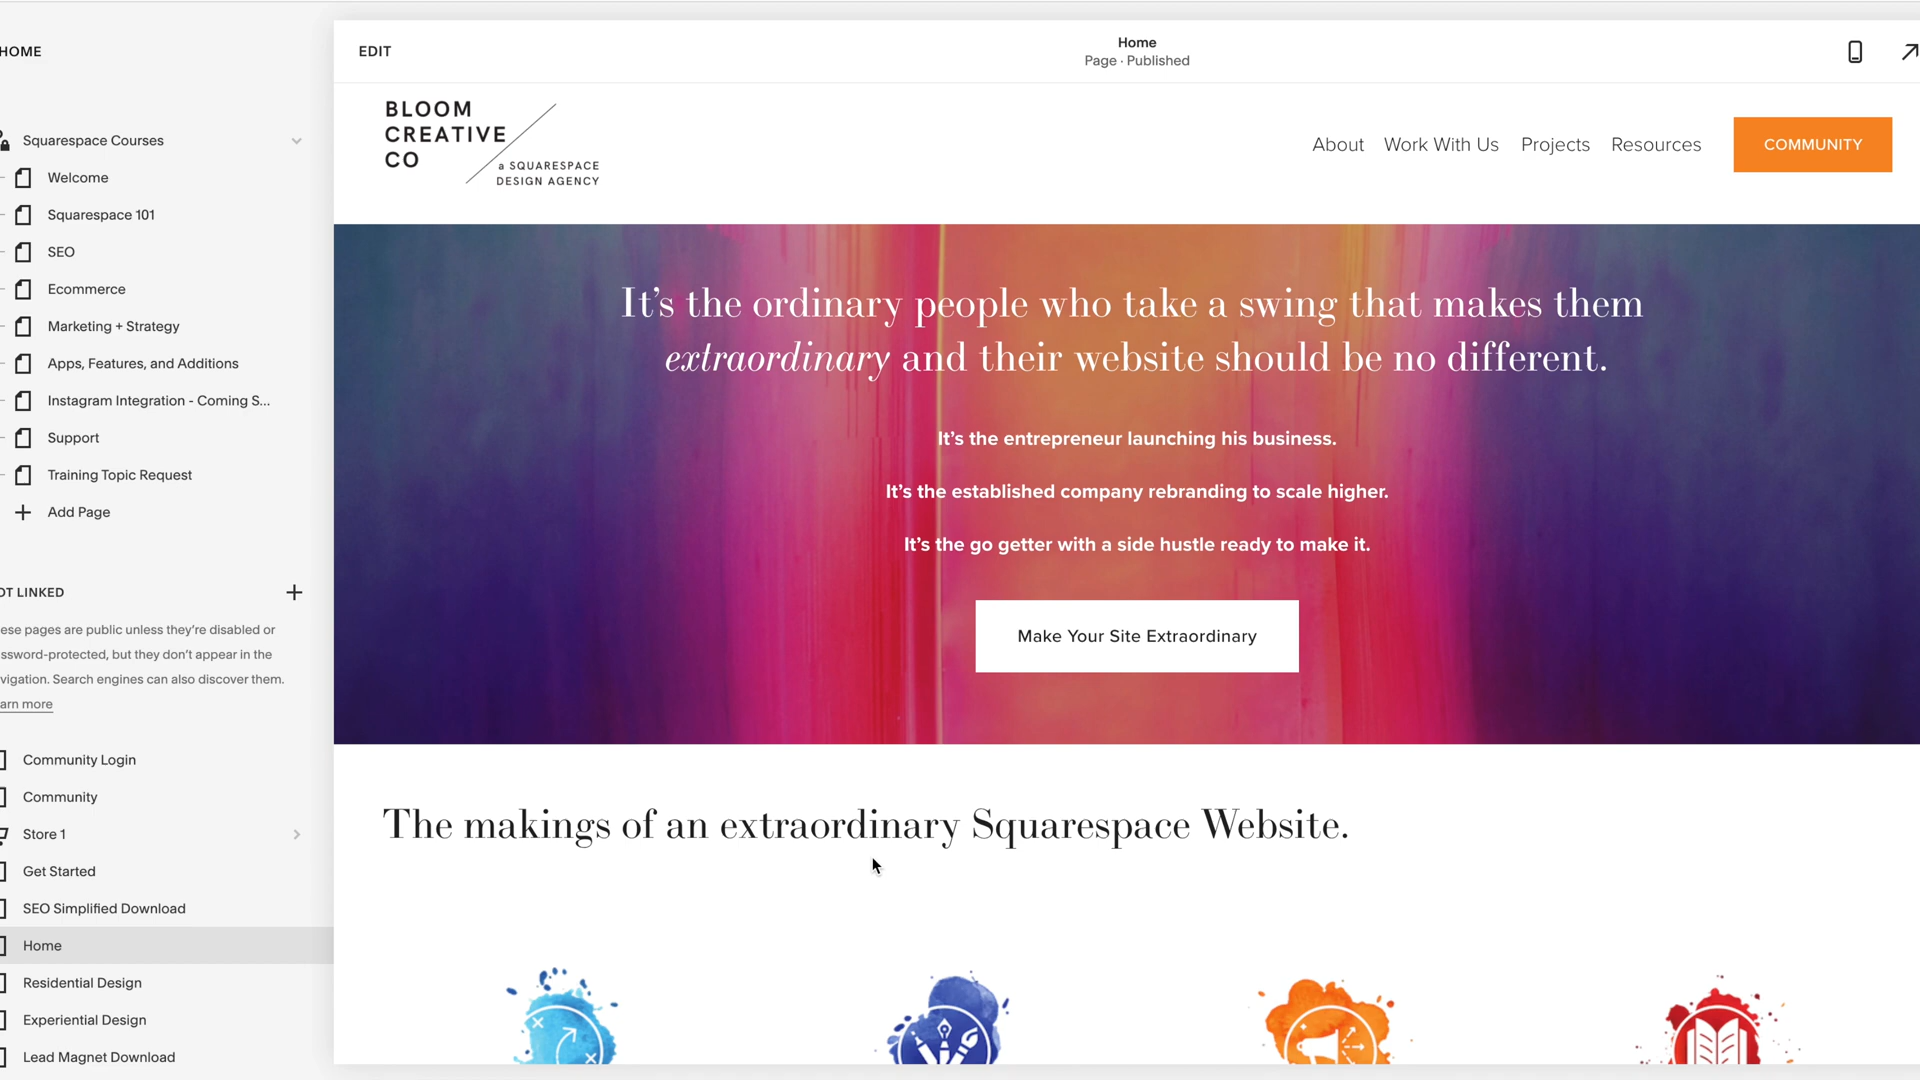 HOME
Squarespace Courses
Welcome
Squarespace 101
SEO
Ecommerce
Marketing + Strategy
Apps, Features, and Additions
Instagram Integration - Coming S...
Support
Training Topic Request
Add Page
OT LINKED
ese pages are public unless they're disabled or
ssword-protected, but they don't appear in the
vigation. Search engines can also discover them.
arn more
Community Login
Community
Store 1
Get Started
SEO Simplified Download
Home
Residential Design
Experiential Design
Lead Magnet Download
EDIT
Home
Page · Published
BLOOM
CREATIVE
CO
a SQUARESPACE
DESIGN AGENCY
About Work With Us Projects Resources COMMUNITY
It's the ordinary people who take a swing that makes them
extraordinary and their website should be no different.
It's the entrepreneur launching his business.
It's the established company rebranding to scale higher.
It's the go getter with a side hustle ready to make it.
Make Your Site Extraordinary
The makings of an extraordinary Squarespace Website.